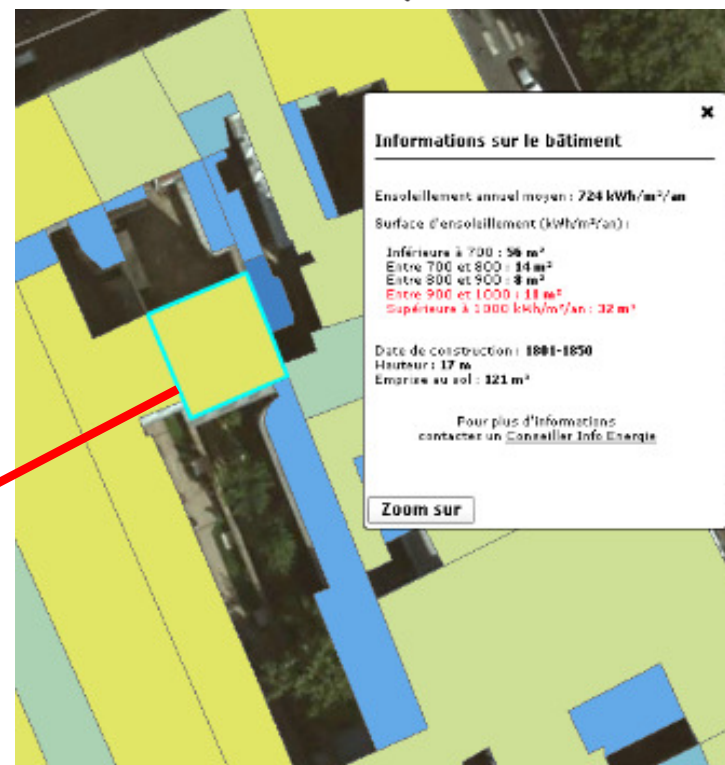 Informations sur le bâtiment
Ensoleillement annuel moyen : 724 kWh/m²/an
Surface d'ensoleillement (kWh/m²/an) :
Inférieure à 700 : 56 m²
Entre 700 et 800 : 14 m²
Entre 800 et 900 : 8 m²
Entre 900 et 1000 : 11 m²
Supérieure à 1000 kWh/m²/an : 32 m²
Date de construction : 1801-1850
Hauteur : 17 m
Emprise au sol : 121 m²
Pour plus d'informations
contacter un Conseiller Info Energie
Zoom sur